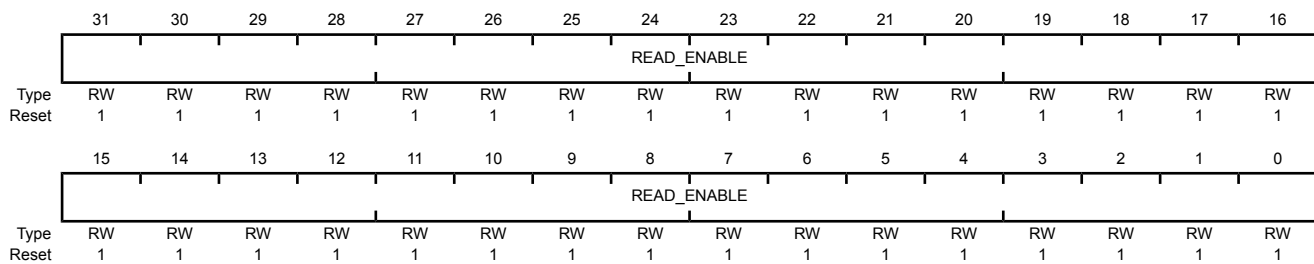 31 30 29 28 27 26 25 24 23 22 21 20 19 18 17 16
READ_ENABLE
Type RW RW RW RW RW RW RW RW RW RW RW RW RW RW RW RW
Reset 1 1 1 1 1 1 1 1 1 1 1 1 1 1 1 1
15 14 13 12 11 10 9 8 7 6 5 4 3 2 1 0
READ_ENABLE
Type RW RW RW RW RW RW RW RW RW RW RW RW RW RW RW RW
Reset 1 1 1 1 1 1 1 1 1 1 1 1 1 1 1 1